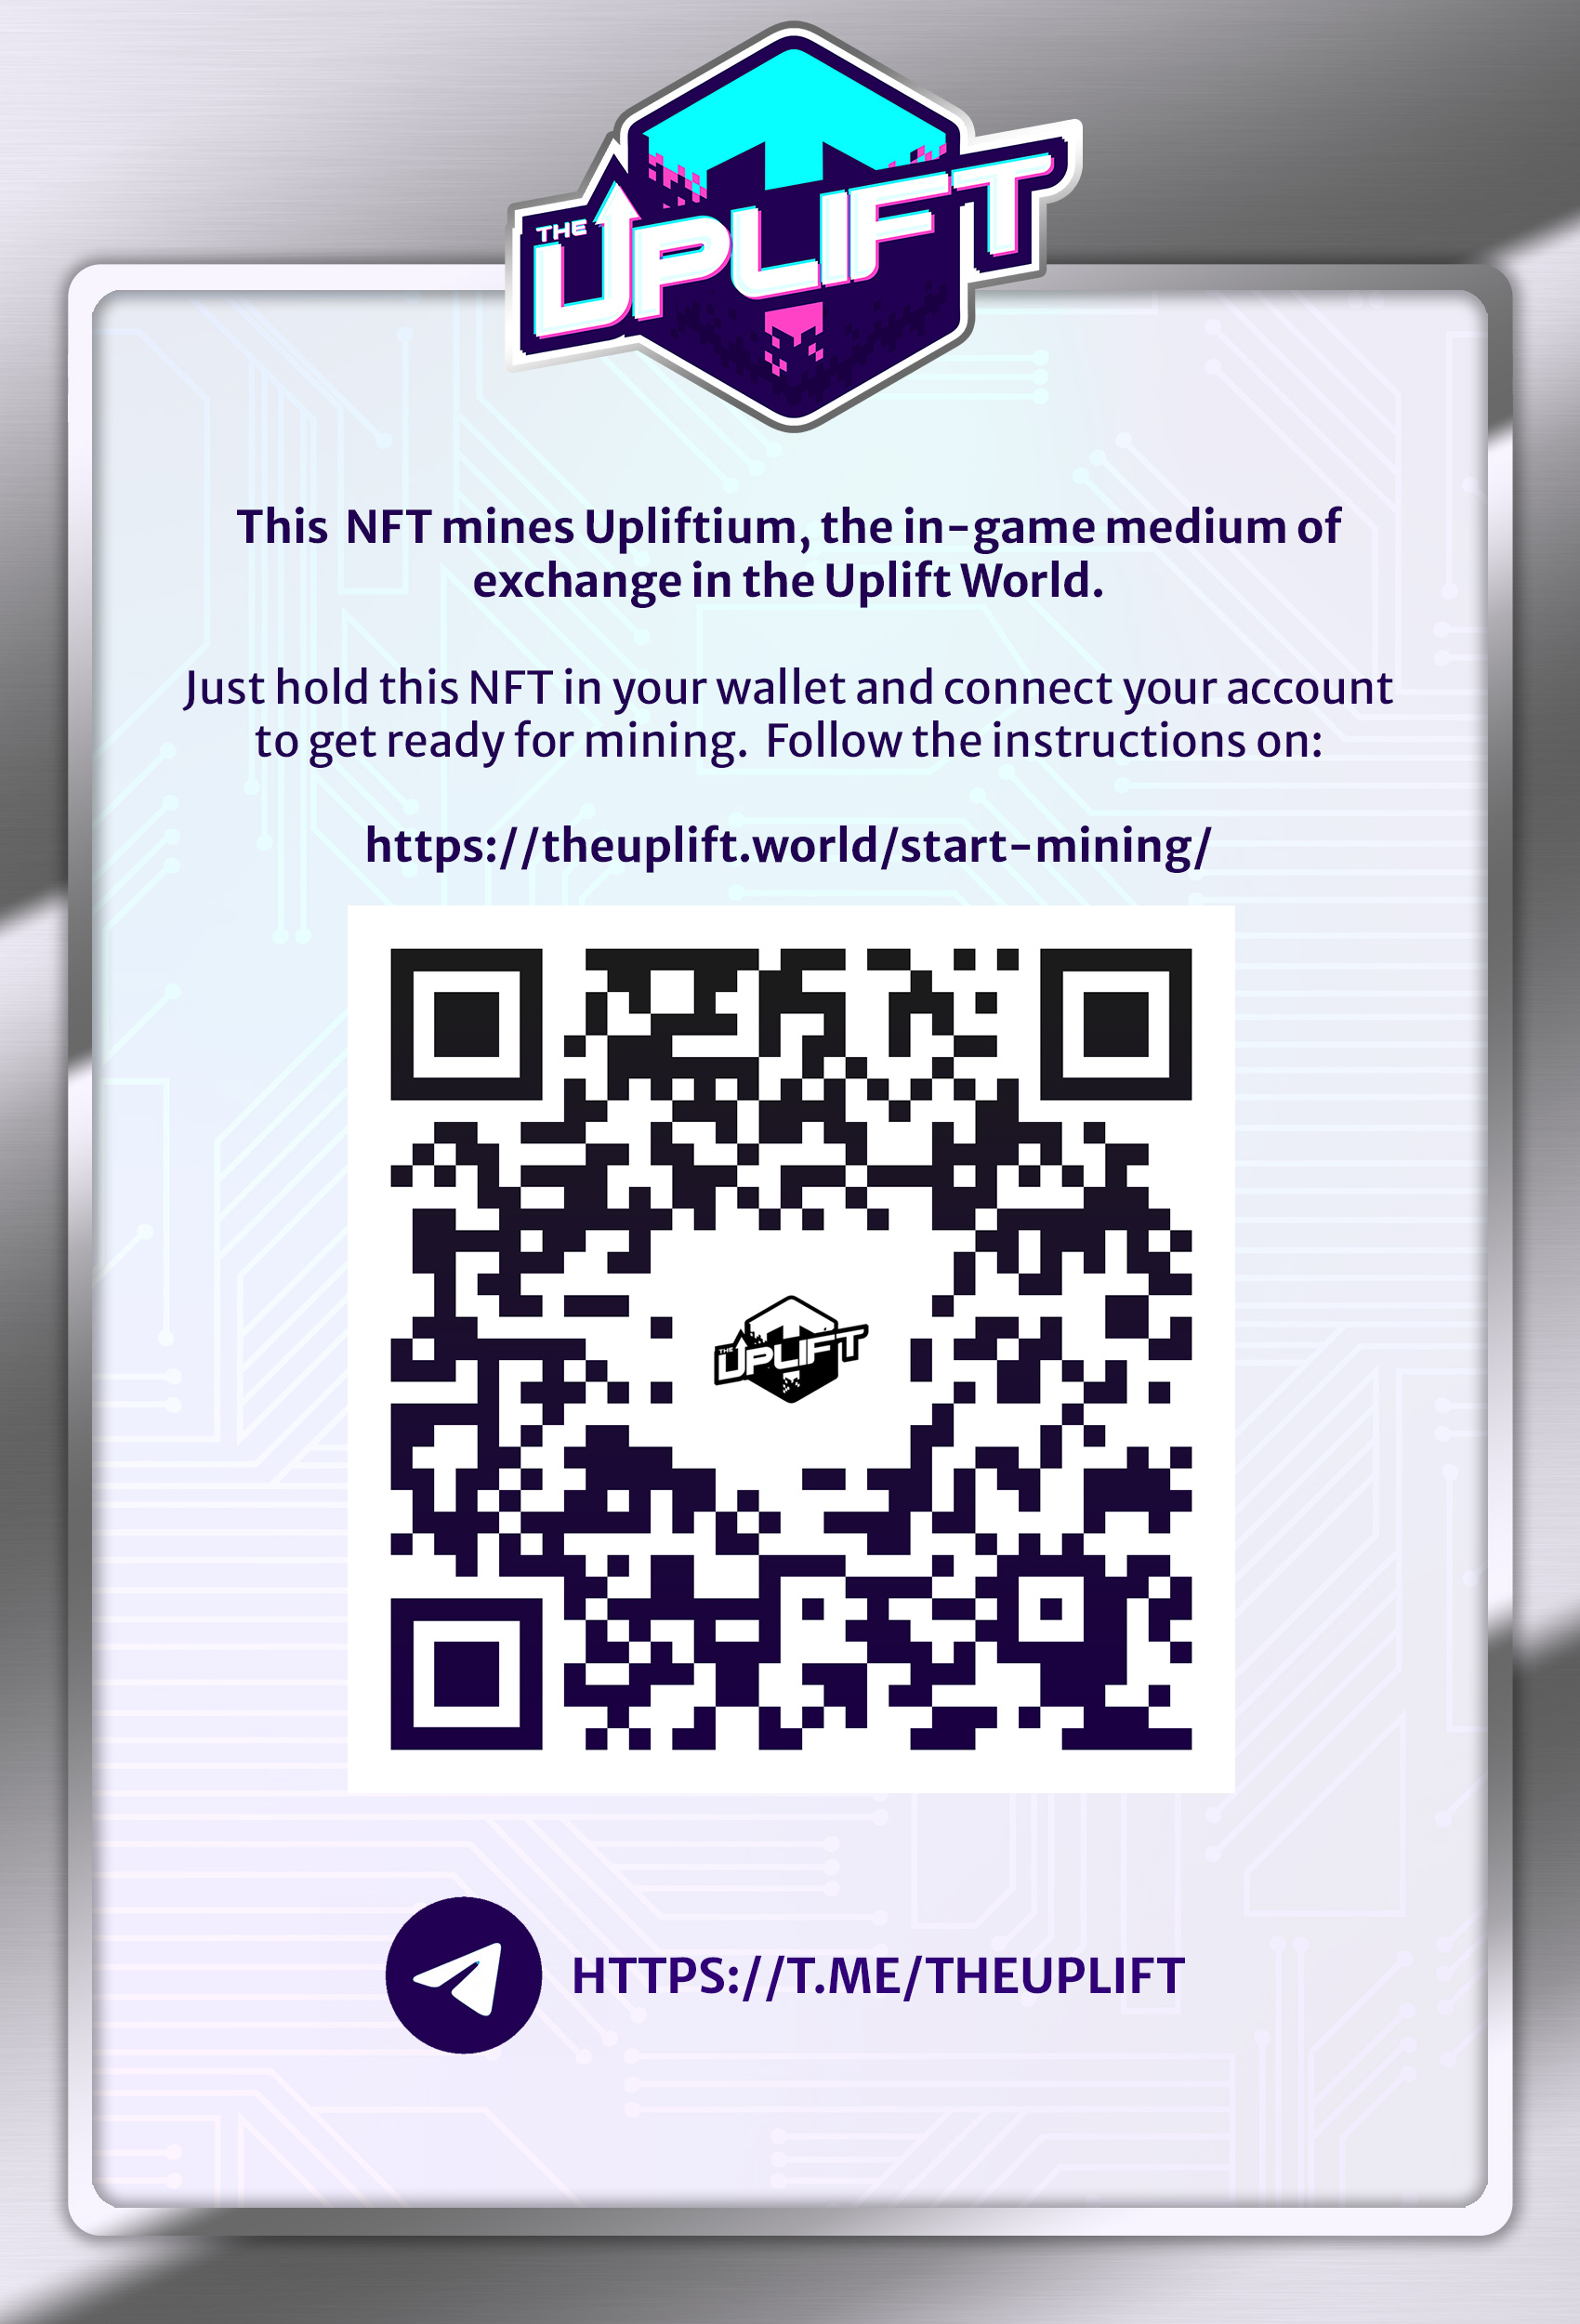 THE UPLIFT
This NFT mines Upliftium, the in-game medium of
exchange in the Uplift World.
Just hold this NFT in your wallet and connect your account
to get ready for mining. Follow the instructions on:
https://theuplift.world/start-mining/
THE UPLIFT
HTTPS://T.ME/THEUPLIFT